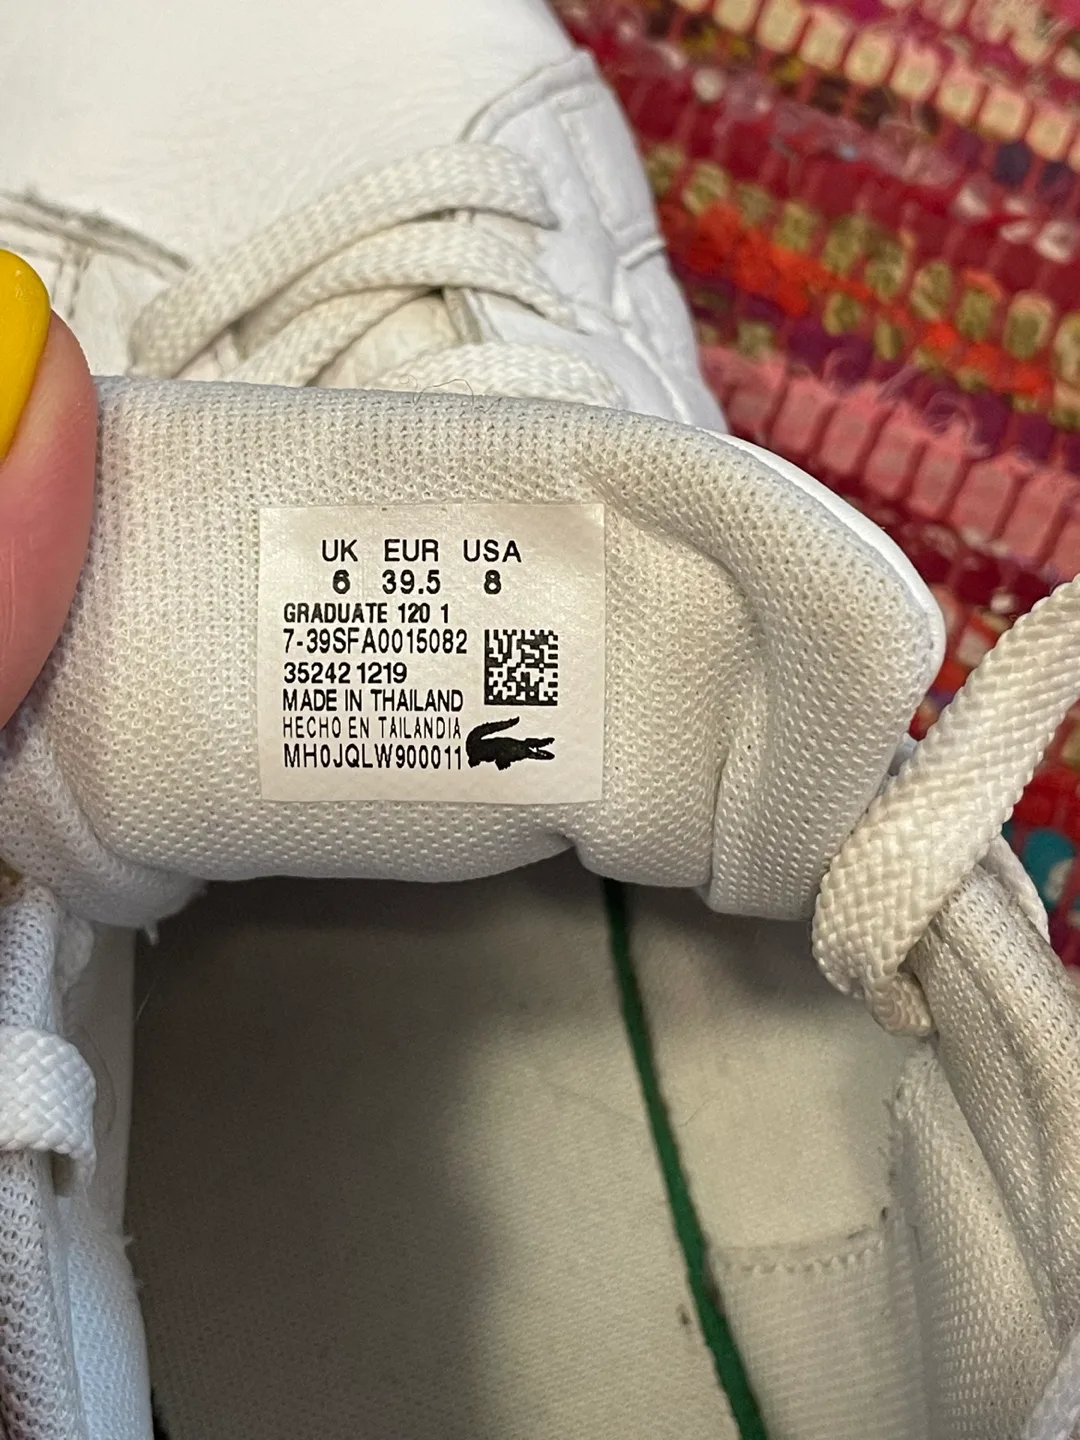 UK EUR USA
6 39.5 8
GRADUATE 120 1
7-39SFA0015082
35242 1219
MADE IN THAILAND
HECHO EN TAILANDIA
MH0JQLW900011